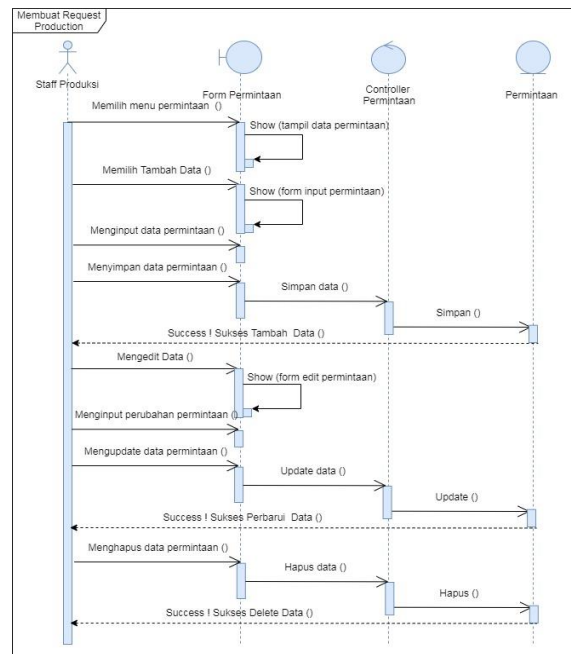 Membuat Request
Production
Staff Produksi
Form Permintaan
Controller
Permintaan
Permintaan
Memilih menu permintaan ()
Show (tampil data permintaan)
Memilih Tambah Data ()
Show (form input permintaan)
Menginput data permintaan ()
Menyimpan data permintaan ()
Simpan data ()
Simpan ()
Success ! Sukses Tambah Data ()
Mengedit Data ()
Show (form edit permintaan)
Menginput perubahan permintaan ()
Mengupdate data permintaan ()
Update data ()
Update ()
Success ! Sukses Perbarui Data ()
Menghapus data permintaan ()
Hapus data ()
Hapus ()
Success ! Sukses Delete Data ()